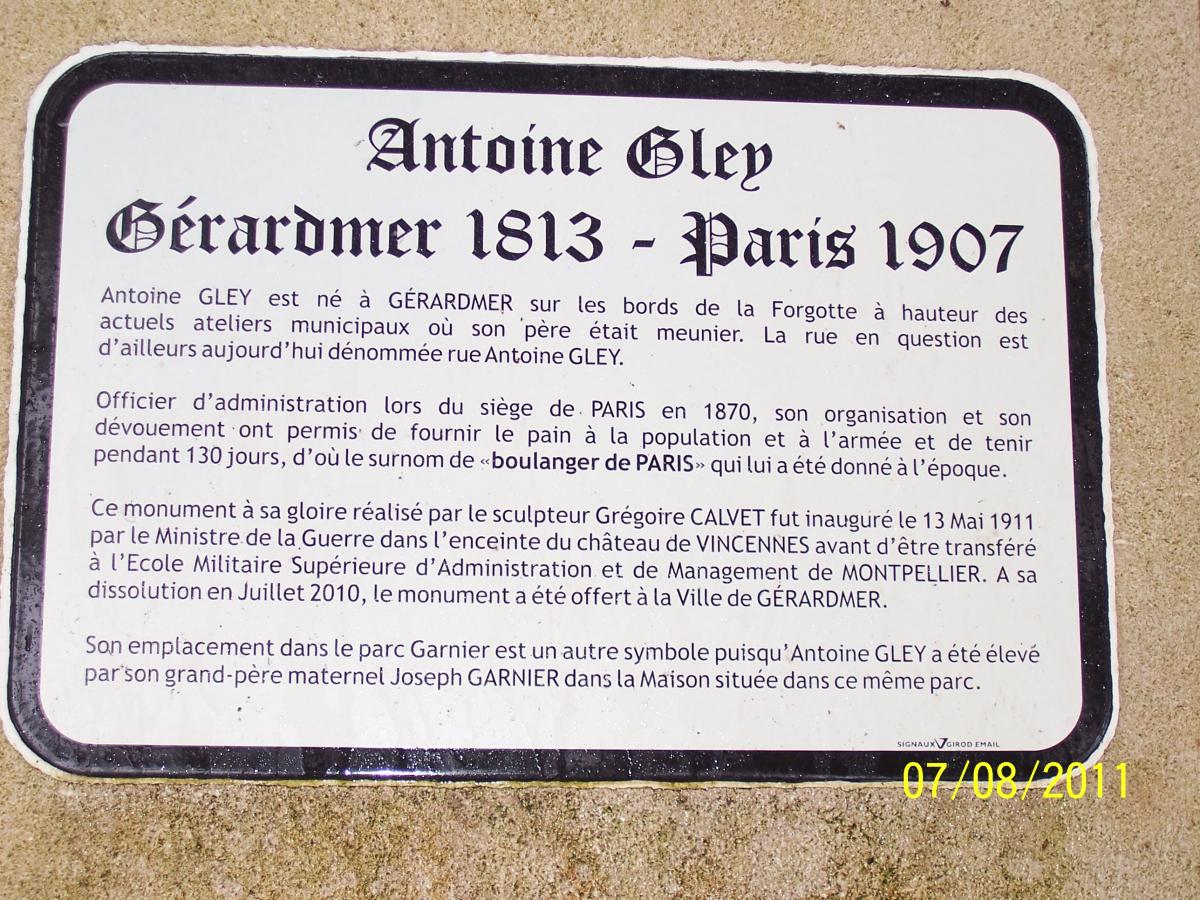 Antoine Gley
Gérardmer 1813 - Paris 1907
Antoine GLEY est né à GÉRARDMER sur les bords de la Forgotte à hauteur des
actuels ateliers municipaux où son père était meunier. La rue en question est
d'ailleurs aujourd'hui dénommée rue Antoine GLEY.
Officier d'administration lors du siège de PARIS en 1870, son organisation et son
dévouement ont permis de fournir le pain à la population et à l'armée et de tenir
pendant 130 jours, d'où le surnom de «boulanger de PARIS» qui lui a été donné à l'époque.
Ce monument à sa gloire réalisé par le sculpteur Grégoire CALVET fut inauguré le 13 Mai 1911
par le Ministre de la Guerre dans l'enceinte du château de VINCENNES avant d'être transféré
à l'Ecole Militaire Supérieure d'Administration et de Management de MONTPELLIER. A sa
dissolution en Juillet 2010, le monument a été offert à la Ville de GÉRARDMER.
Son emplacement dans le parc Garnier est un autre symbole puisqu'Antoine GLEY a été élevé
par son grand-père maternel Joseph GARNIER dans la Maison située dans ce même parc.
SIGNAUX GIROD EMAIL
07/08/2011